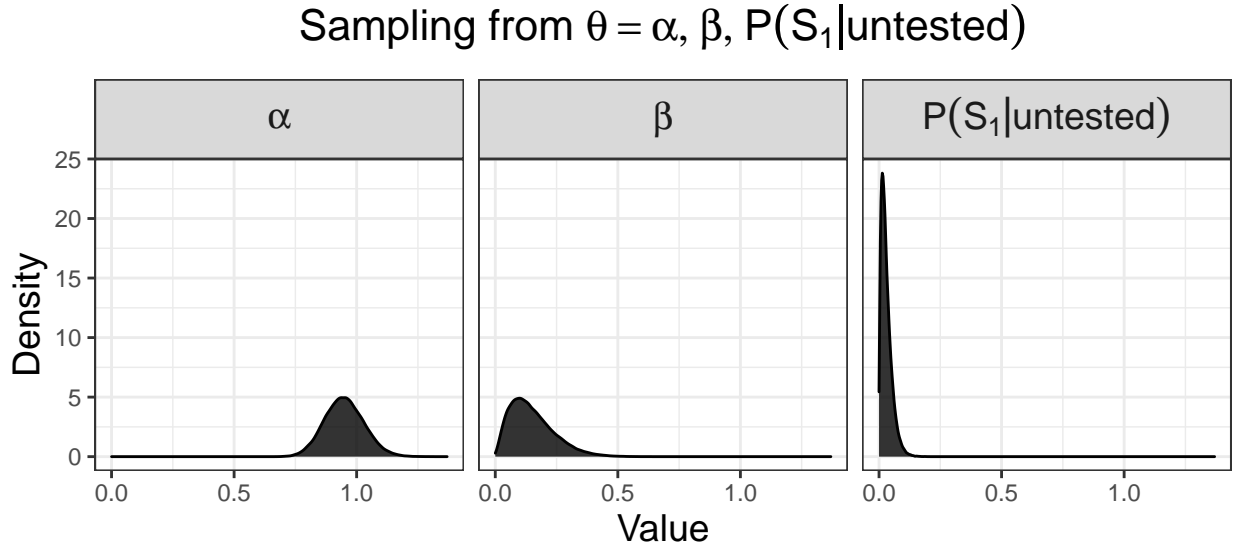 Sampling from θ = α, β, P(S₁|untested)
α β P(S₁|untested)
25
20
15
10
5
0
Density
0.0 0.5 1.0 0.0 0.5 1.0 0.0 0.5 1.0
Value